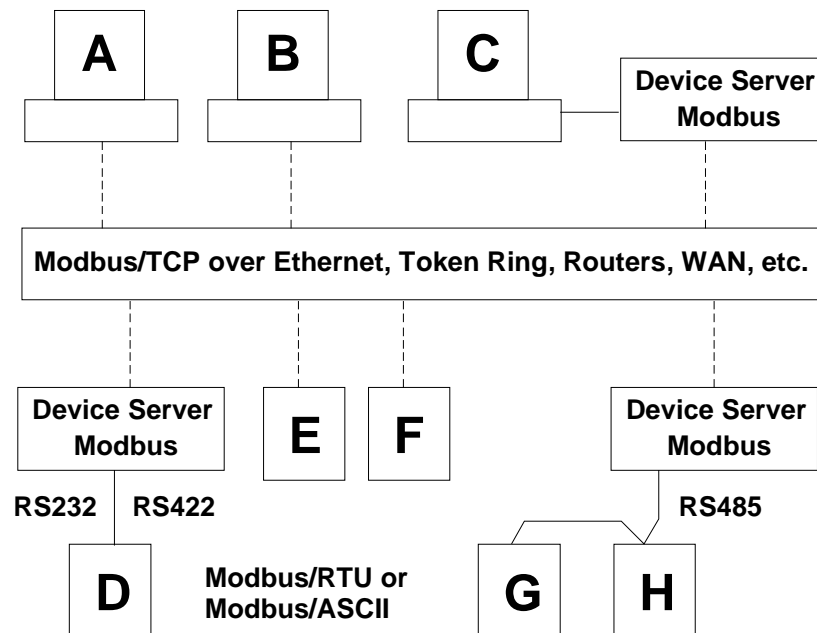 A
B
C
Device Server
Modbus
Modbus/TCP over Ethernet, Token Ring, Routers, WAN, etc.
Device Server
Modbus
E
F
Device Server
Modbus
RS232
RS422
RS485
D
Modbus/RTU or
Modbus/ASCII
G
H